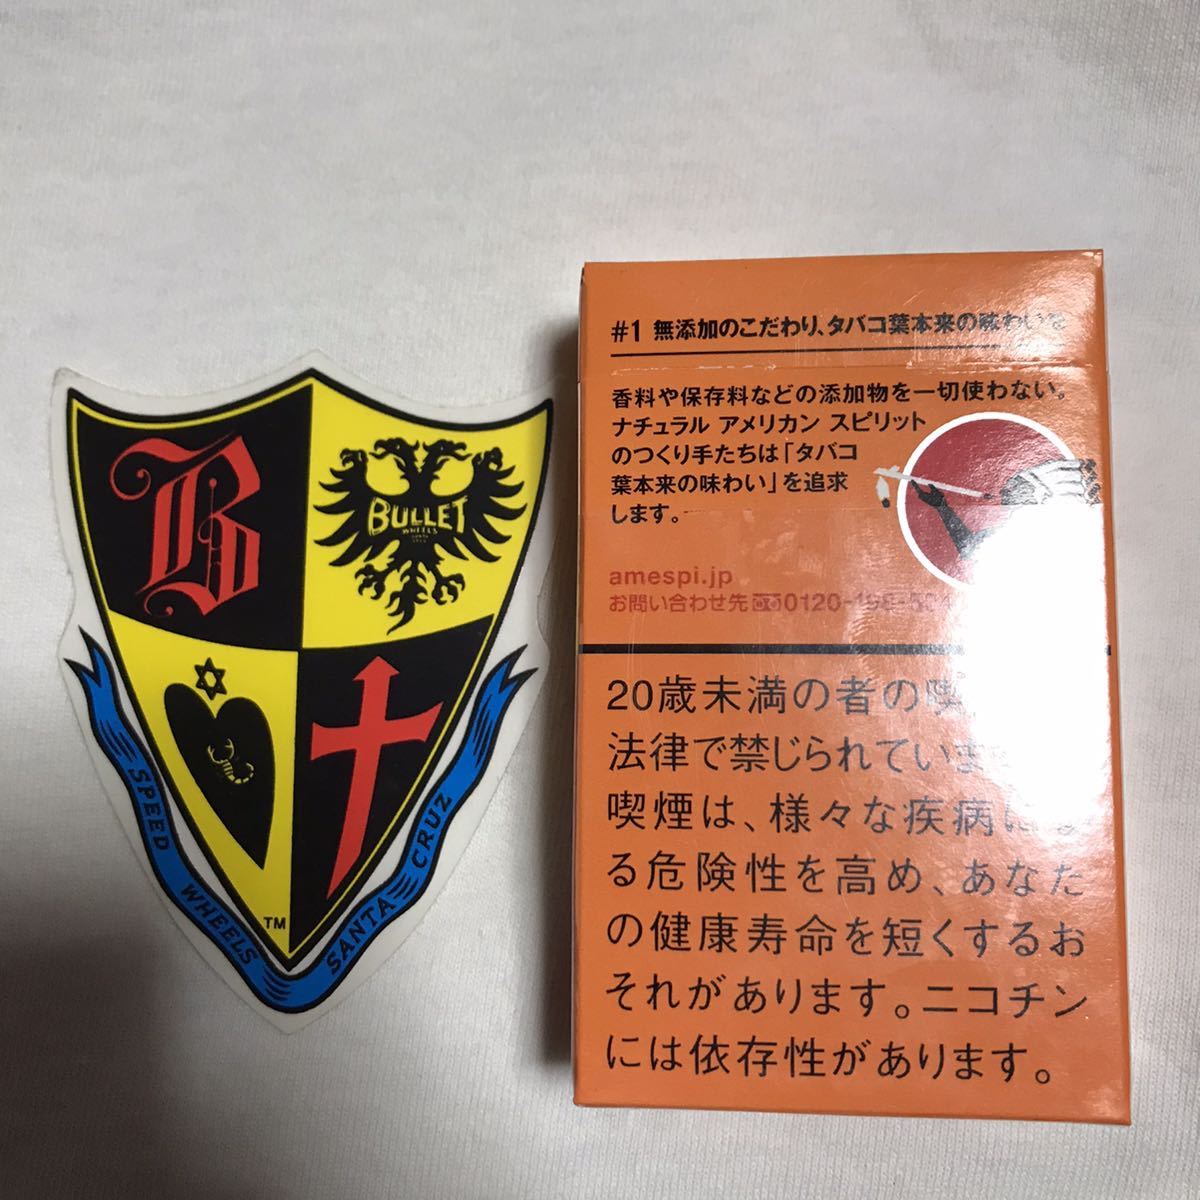 B
BULLET
WHEELS
TM
SPEED WHEELS SANTA CRUZ
#1 無添加のこだわり、タバコ葉本来の味わいを
香料や保存料などの添加物を一切使わない。
ナチュラル アメリカン スピリット
のつくり手たちは「タバコ
葉本来の味わい」を追求
します。
amespi.jp
お問い合わせ先 0120-198-504
20歳未満の者の喫
法律で禁じられていま
喫煙は、様々な疾病に
る危険性を高め、あなた
の健康寿命を短くするお
それがあります。ニコチン
には依存性があります。